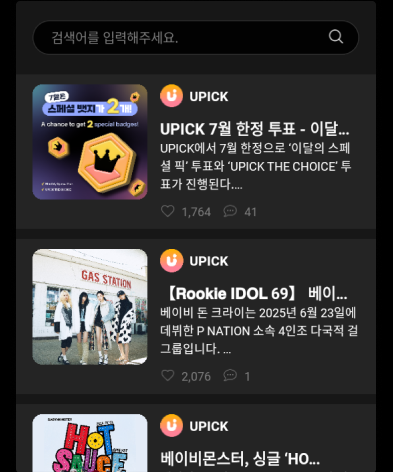 검색어를 입력해주세요.
7월은
스페셜 뱃지가 2개!
A chance to get 2 special badges!
UPICK
UPICK 7월 한정 투표 - 이달...
UPICK에서 7월 한정으로 ‘이달의 스페
셜 픽’ 투표와 ‘UPICK THE CHOICE’ 투
표가 진행된다....
1,764 41
GAS STATION
UPICK
【Rookie IDOL 69】 베이...
베이비 돈 크라이는 2025년 6월 23일에
데뷔한 P NATION 소속 4인조 다국적 걸
그룹입니다. ...
2,076 1
BABYMONSTER
HOT
SAUCE
UPICK
베이비몬스터, 싱글 ‘HO...